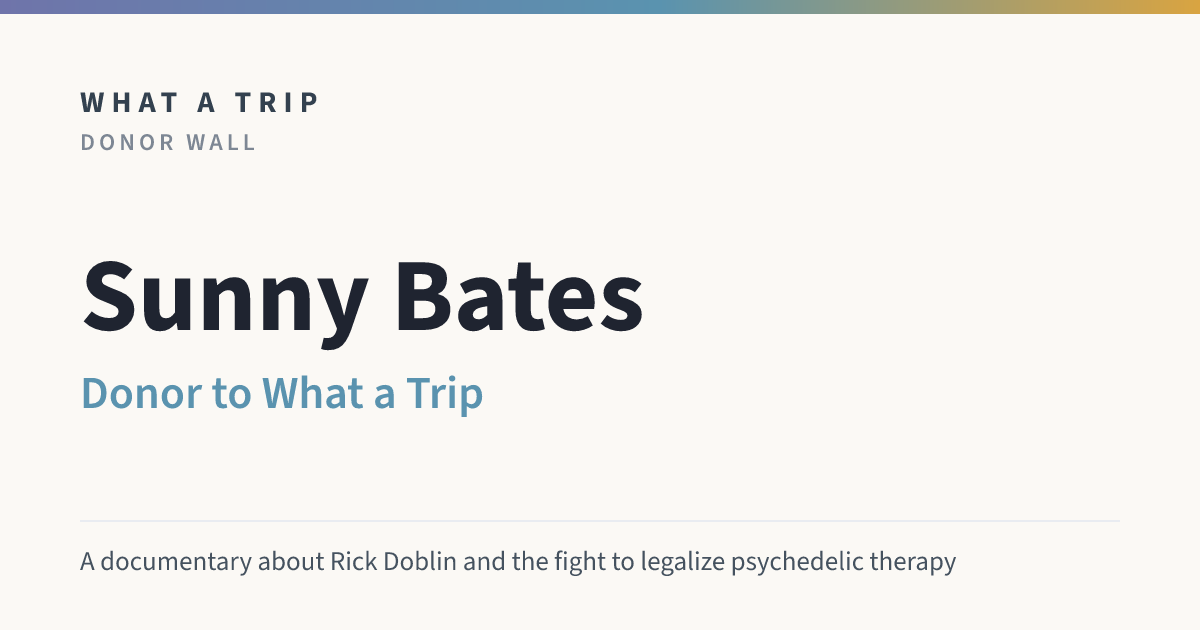 WHAT A TRIP
DONOR WALL
Sunny Bates
Donor to What a Trip
A documentary about Rick Doblin and the fight to legalize psychedelic therapy